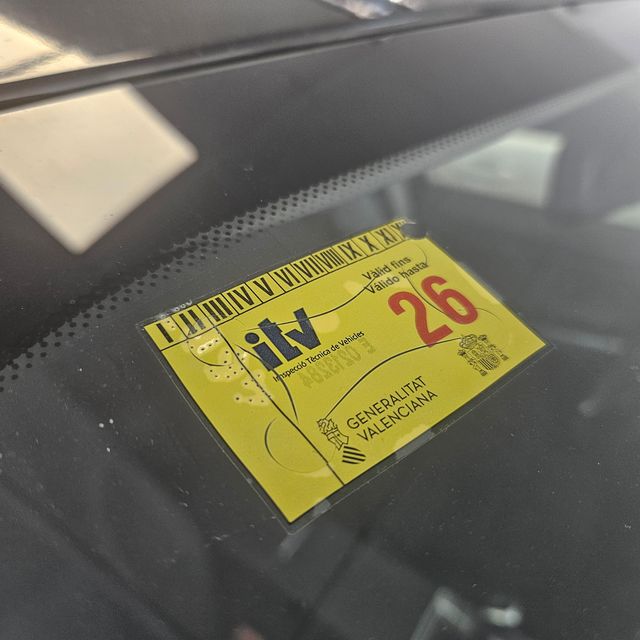 I II III IV V VI VII VIII IX X XI XII
Vàlid fins
Válido hasta
26
itv
Inspecció Tècnica de Vehicles
GENERALITAT
VALENCIANA